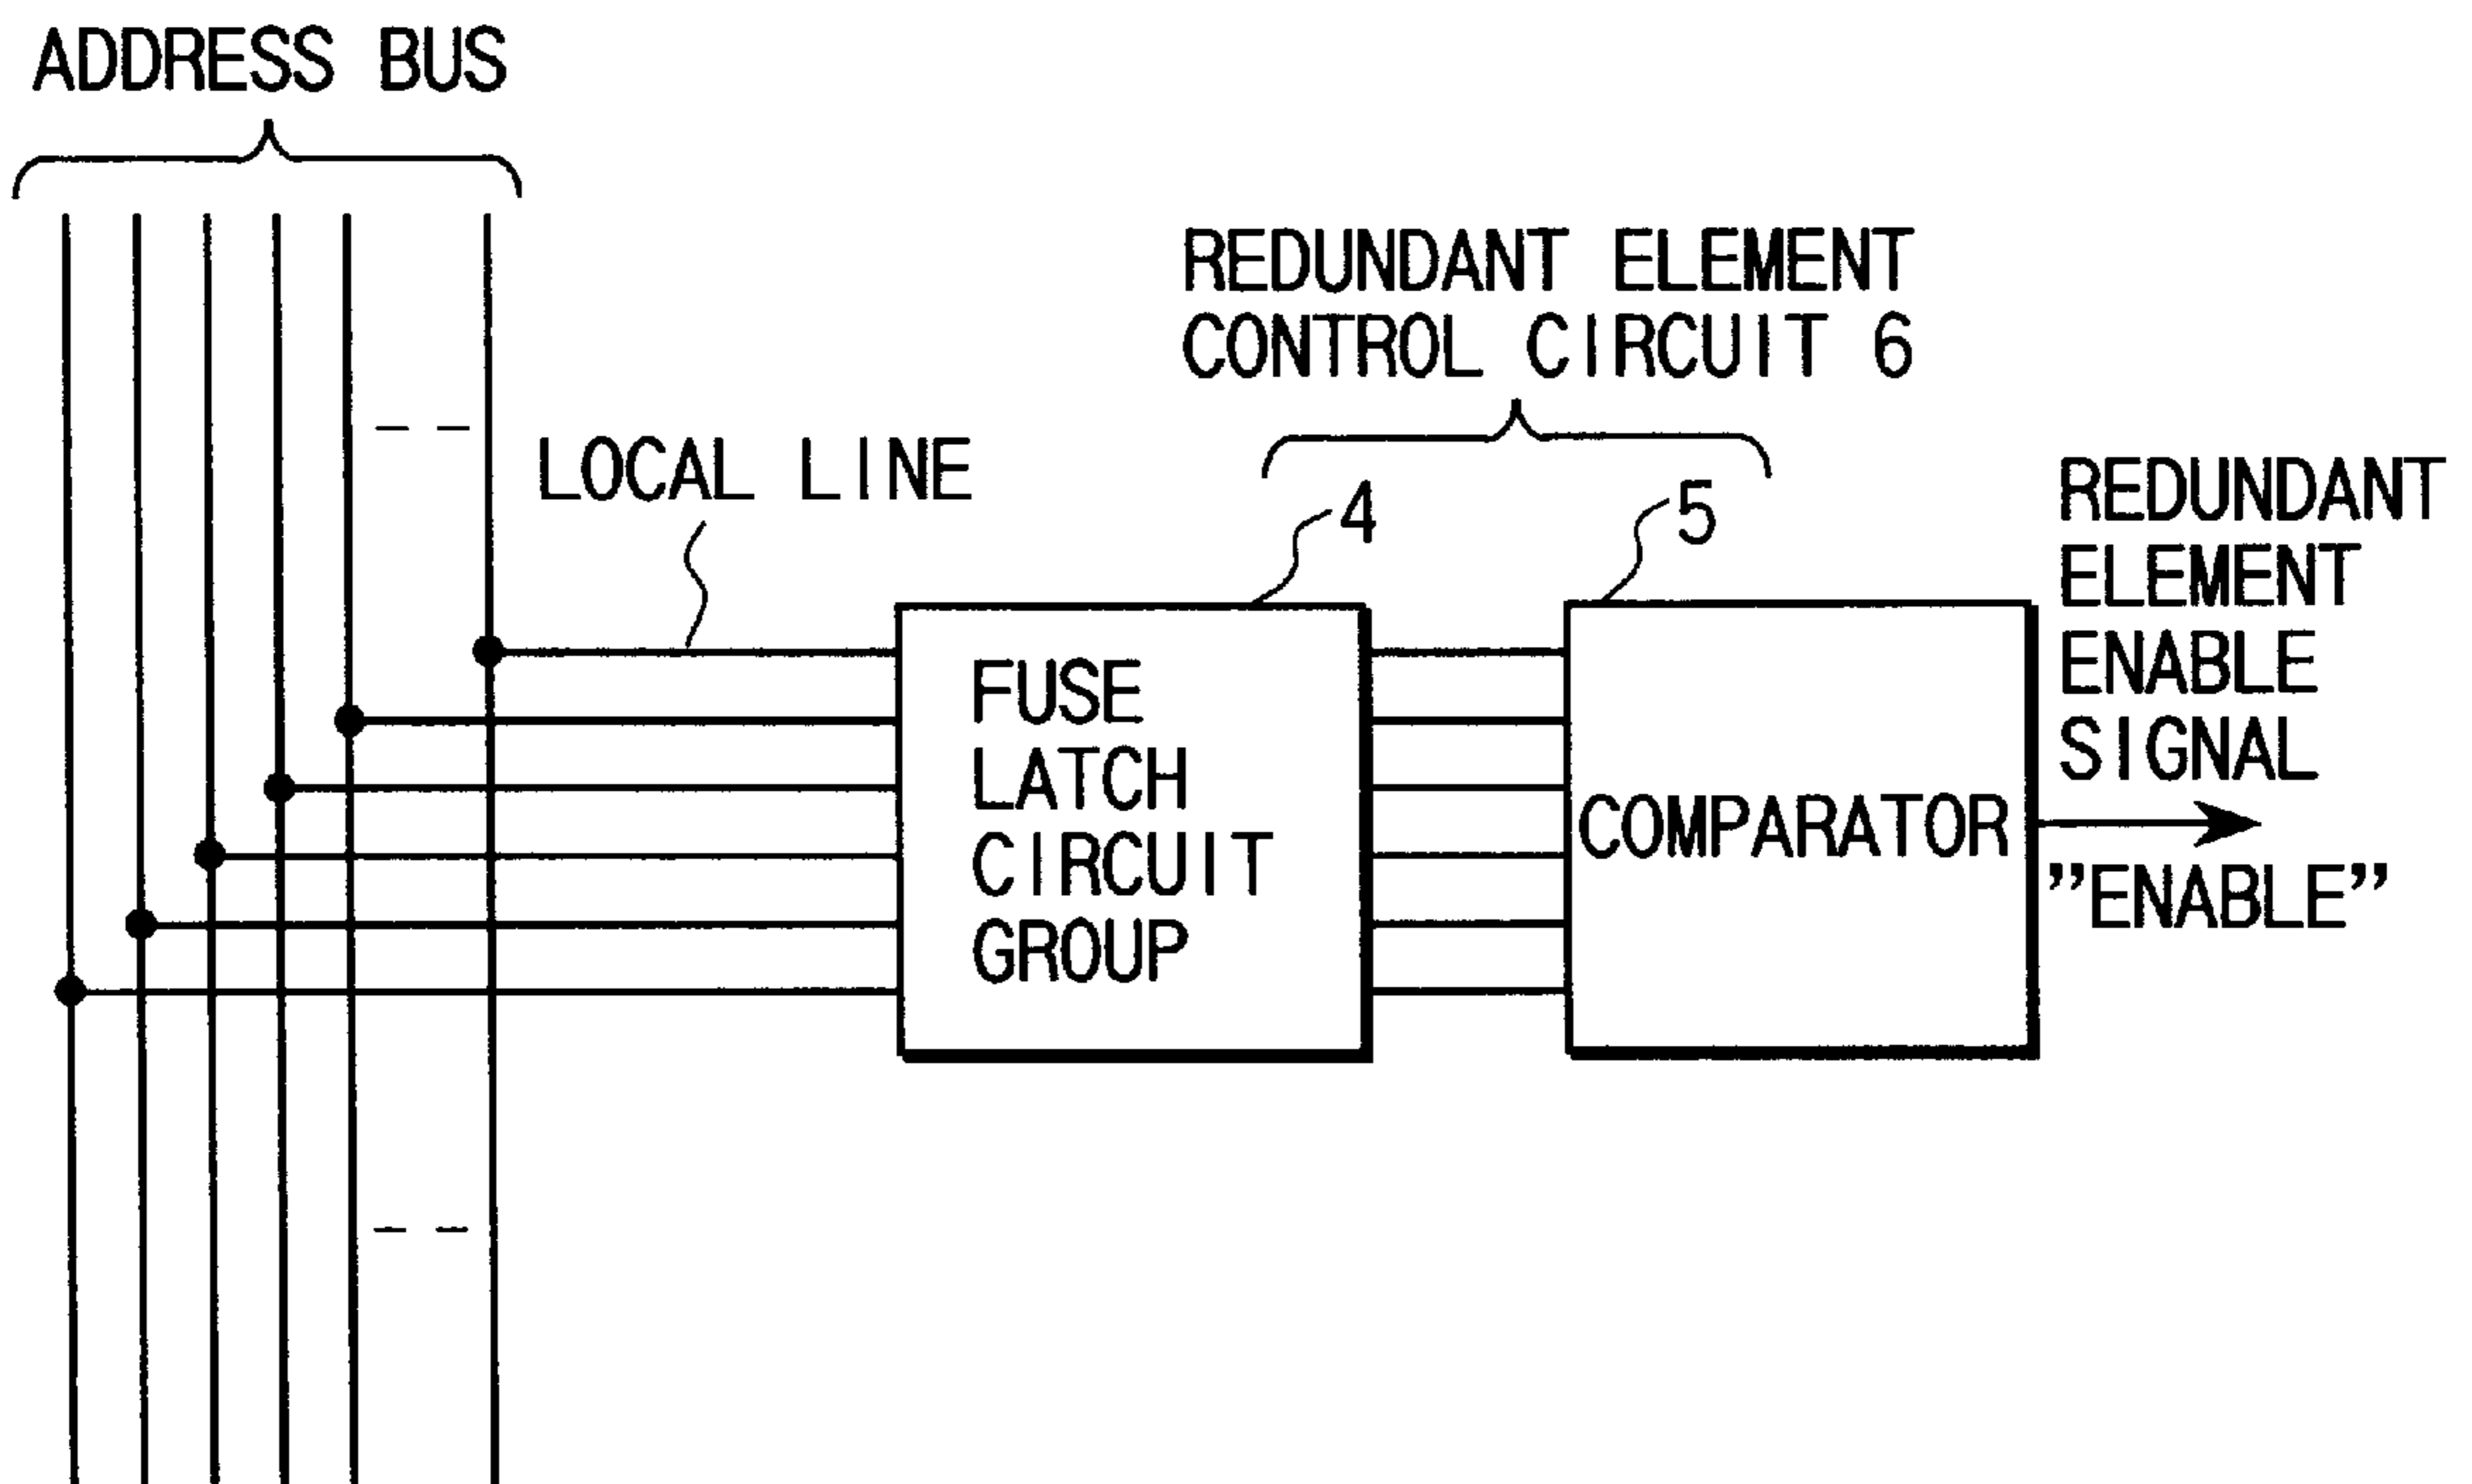 ADDRESS BUS
REDUNDANT ELEMENT
CONTROL CIRCUIT 6
LOCAL LINE
4
5
REDUNDANT
ELEMENT
ENABLE
SIGNAL
FUSE
LATCH
CIRCUIT
GROUP
COMPARATOR
”ENABLE”